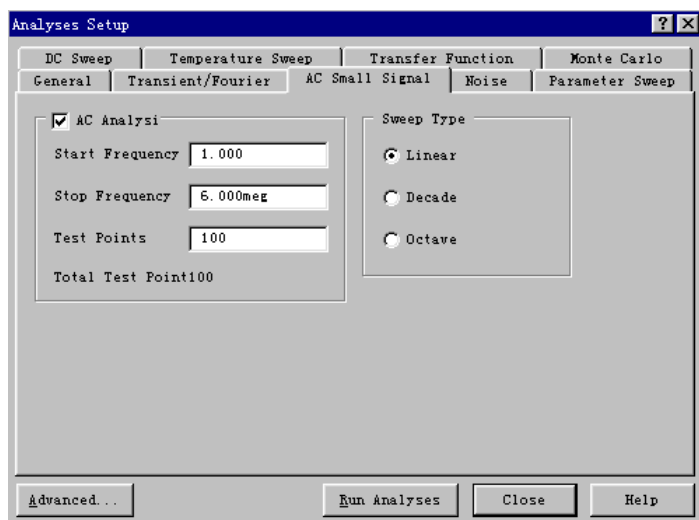 Analyses Setup
DC Sweep Temperature Sweep Transfer Function Monte Carlo
General Transient/Fourier AC Small Signal Noise Parameter Sweep
AC Analysi
Start Frequency 1.000
Stop Frequency 6.000meg
Test Points 100
Total Test Point100
Sweep Type
Linear
Decade
Octave
Advanced... Run Analyses Close Help